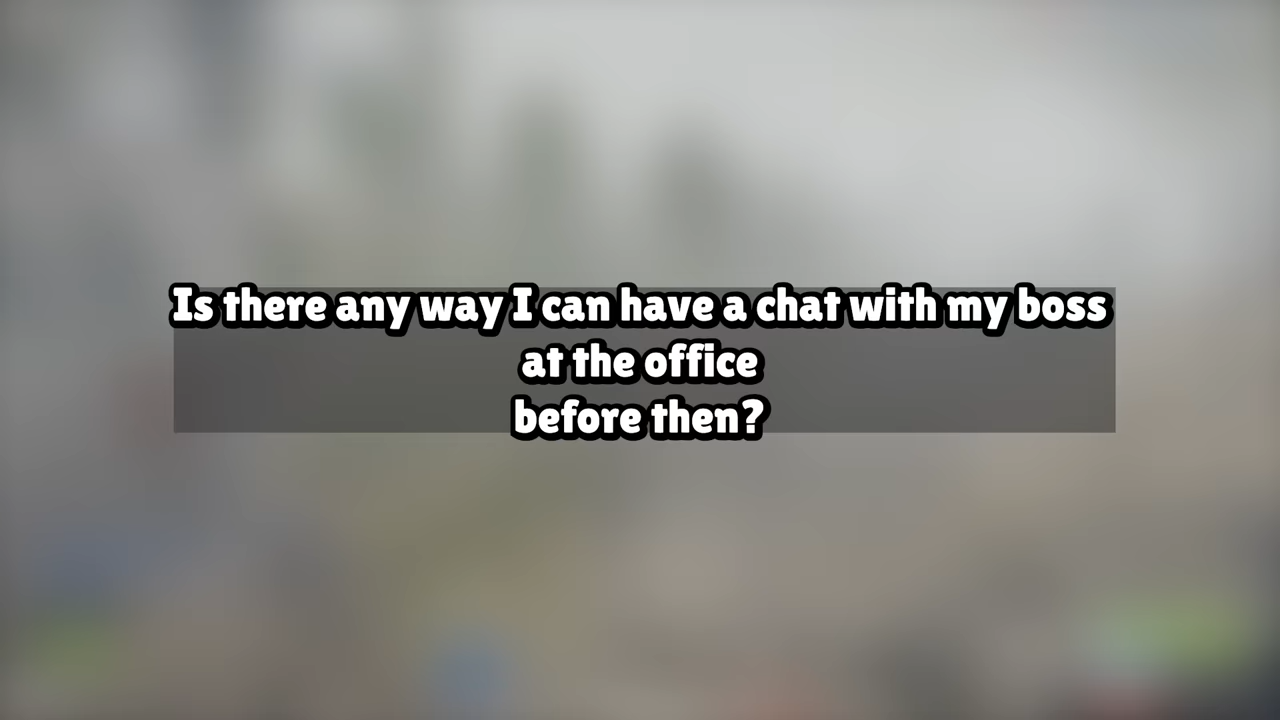 Is there any way I can have a chat with my boss
at the office
before then?